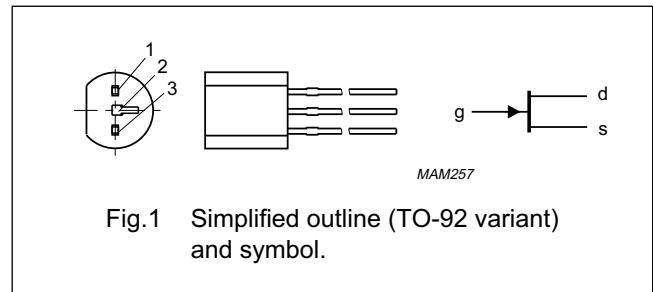 1
2
3
g
d
s
MAM257
Fig.1 Simplified outline (TO-92 variant)
and symbol.